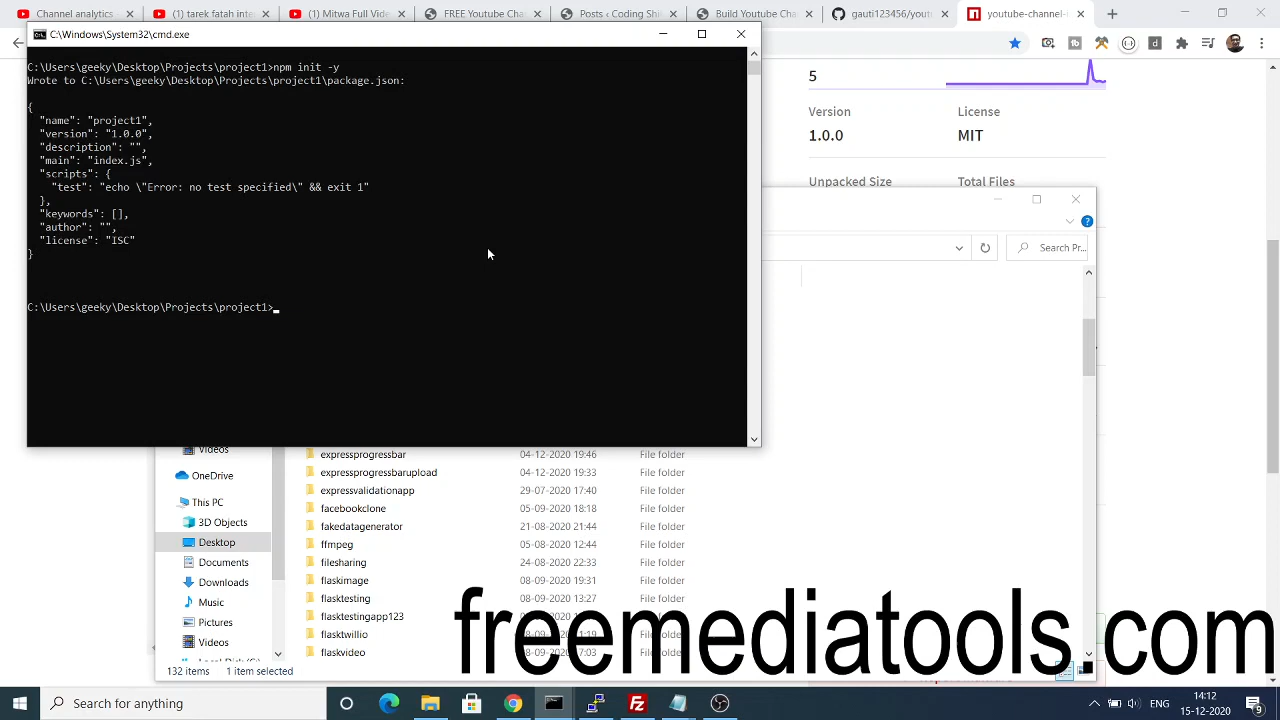 Channel analytics
(1) tarek fatah inter
(1) Mitwa Full Video
FREE Youtube Cha
Posts ‹ Coding Shik
Build Youtube Cha
gauti123456/yout
youtube-channel-
C:\Windows\System32\cmd.exe
C:\Users\geeky\Desktop\Projects\project1>npm init -y
Wrote to C:\Users\geeky\Desktop\Projects\project1\package.json:
{
"name": "project1",
"version": "1.0.0",
"description": "",
"main": "index.js",
"scripts": {
"test": "echo \"Error: no test specified\" && exit 1"
},
"keywords": [],
"author": "",
"license": "ISC"
}
C:\Users\geeky\Desktop\Projects\project1>
5
Version License
1.0.0 MIT
Unpacked Size Total Files
Search Pr...
Videos
OneDrive
This PC
3D Objects
Desktop
Documents
Downloads
Music
Pictures
Videos
expressprogressbar 04-12-2020 19:46 File folder
expressprogressbarupload 04-12-2020 19:33 File folder
expressvalidationapp 29-07-2020 17:40 File folder
facebookclone 05-09-2020 18:18 File folder
fakedatagenerator 21-08-2020 21:44 File folder
ffmpeg 05-08-2020 12:44 File folder
filesharing 24-08-2020 22:33 File folder
flaskimage 08-09-2020 19:31 File folder
flasktesting 08-09-2020 13:27 File folder
flasktestingapp123
flasktwillio
flaskvideo
132 items 1 item selected
freemediatools.com
Search for anything
ENG
14:12
15-12-2020